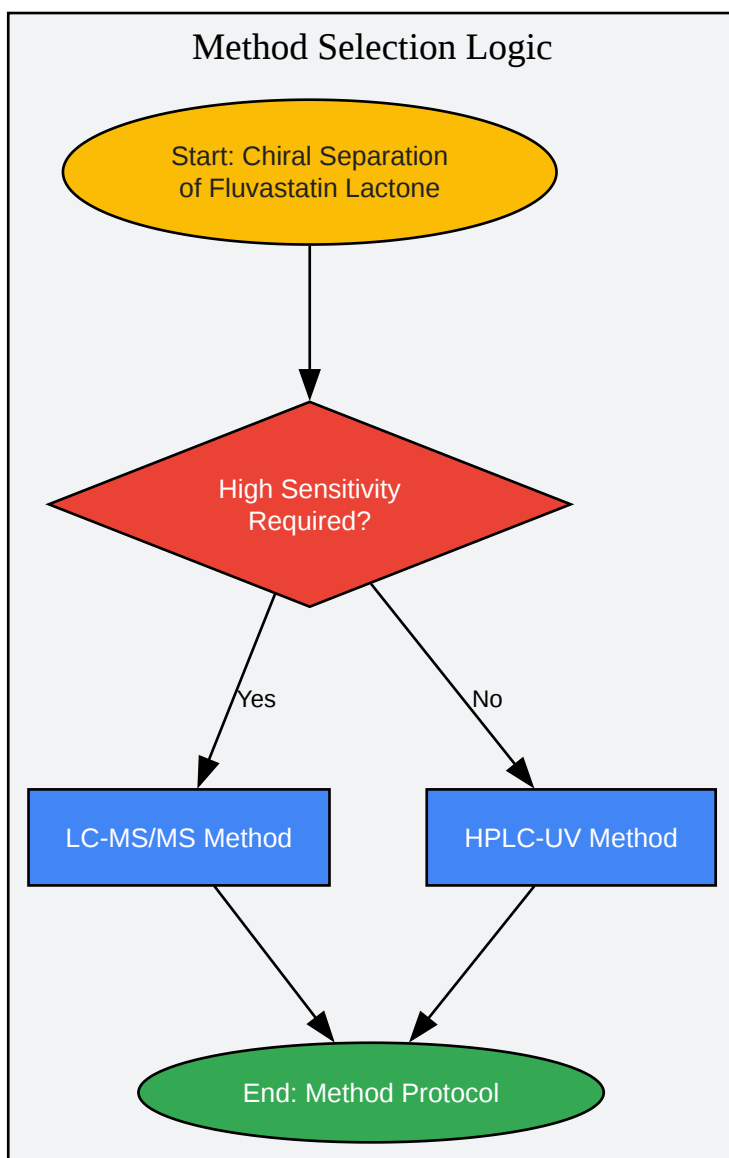 Method Selection Logic
Start: Chiral Separation
of Fluvastatin Lactone
High Sensitivity
Required?
Yes
No
LC-MS/MS Method
HPLC-UV Method
End: Method Protocol